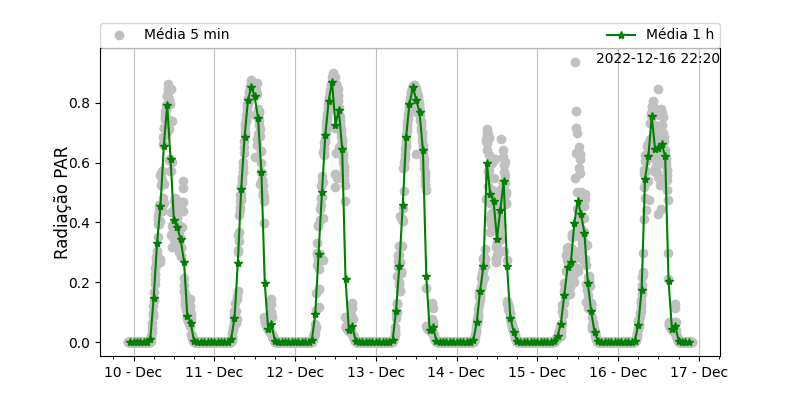 Média 5 min
Média 1 h
2022-12-16 22:20
Radiação PAR
0.8
0.6
0.4
0.2
0.0
10 - Dec
11 - Dec
12 - Dec
13 - Dec
14 - Dec
15 - Dec
16 - Dec
17 - Dec